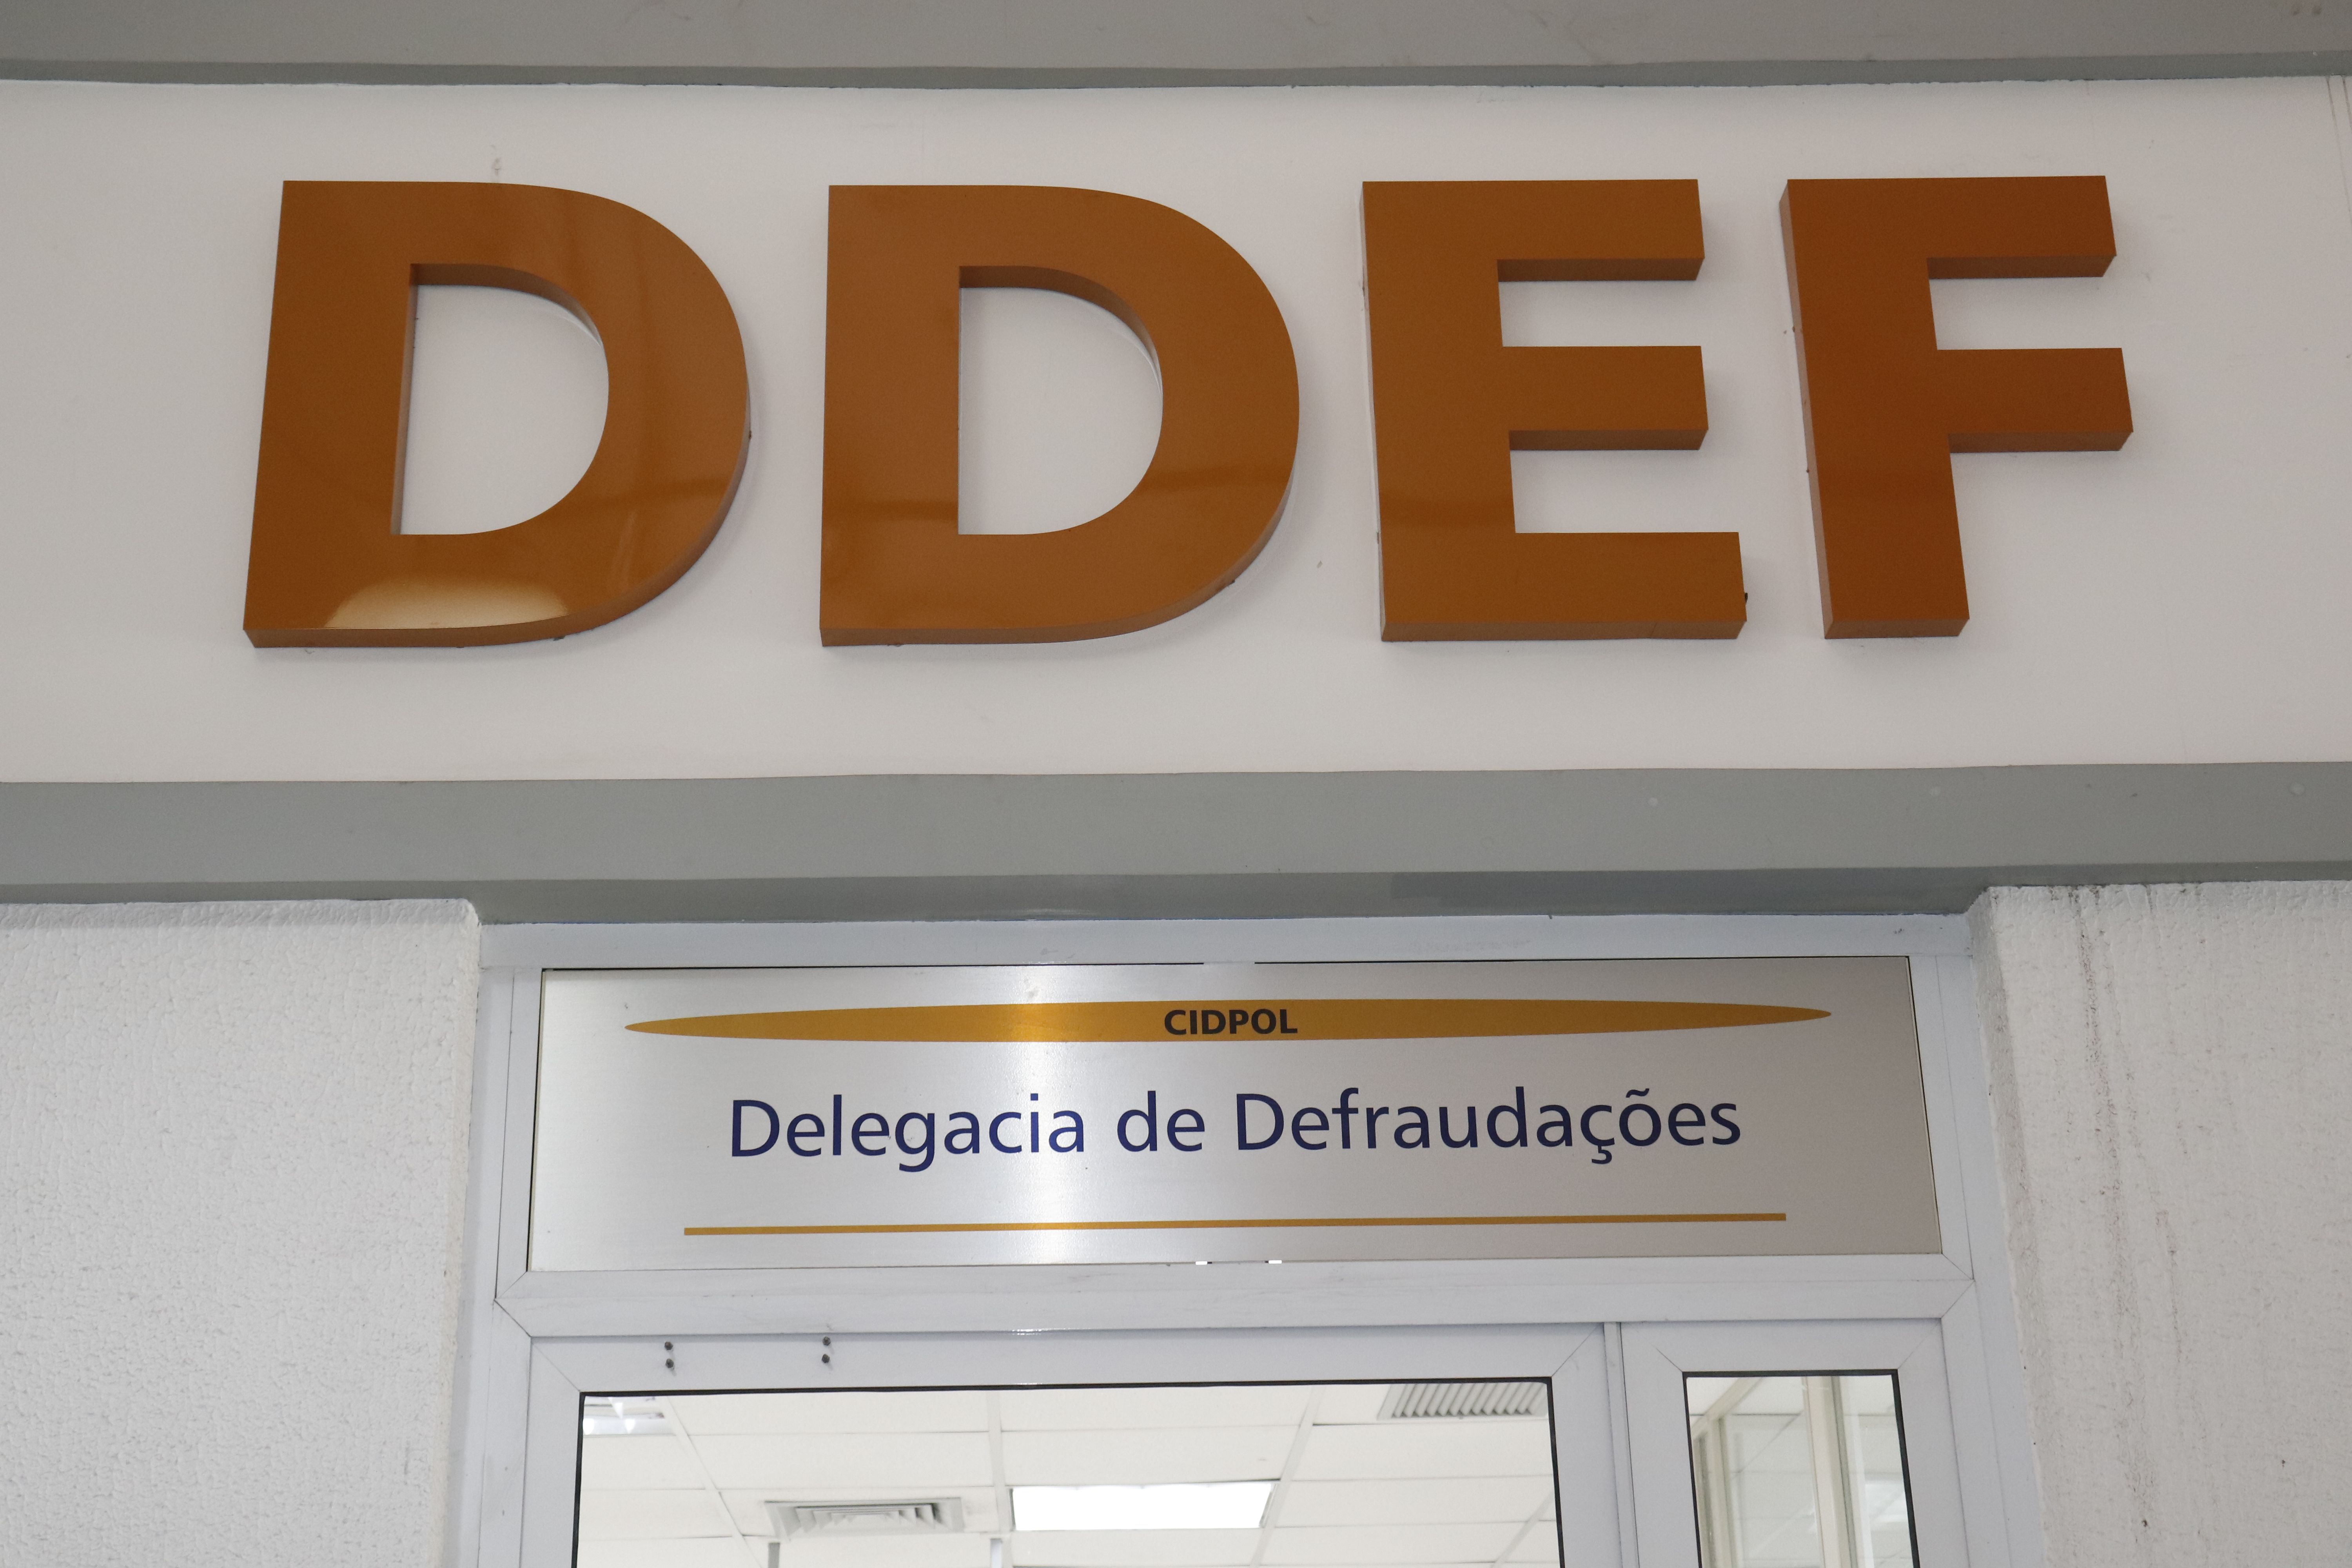 DDEF
CIDPOL
Delegacia de Defraudações